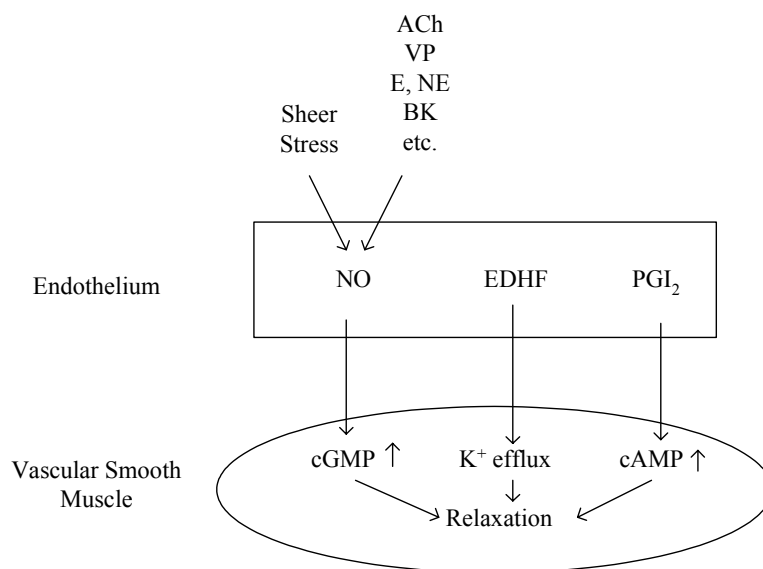 ACh
VP
E, NE
BK
etc.
Sheer
Stress
Endothelium
NO
EDHF
PGI₂
Vascular Smooth
Muscle
cGMP ↑
K⁺ efflux
cAMP ↑
Relaxation